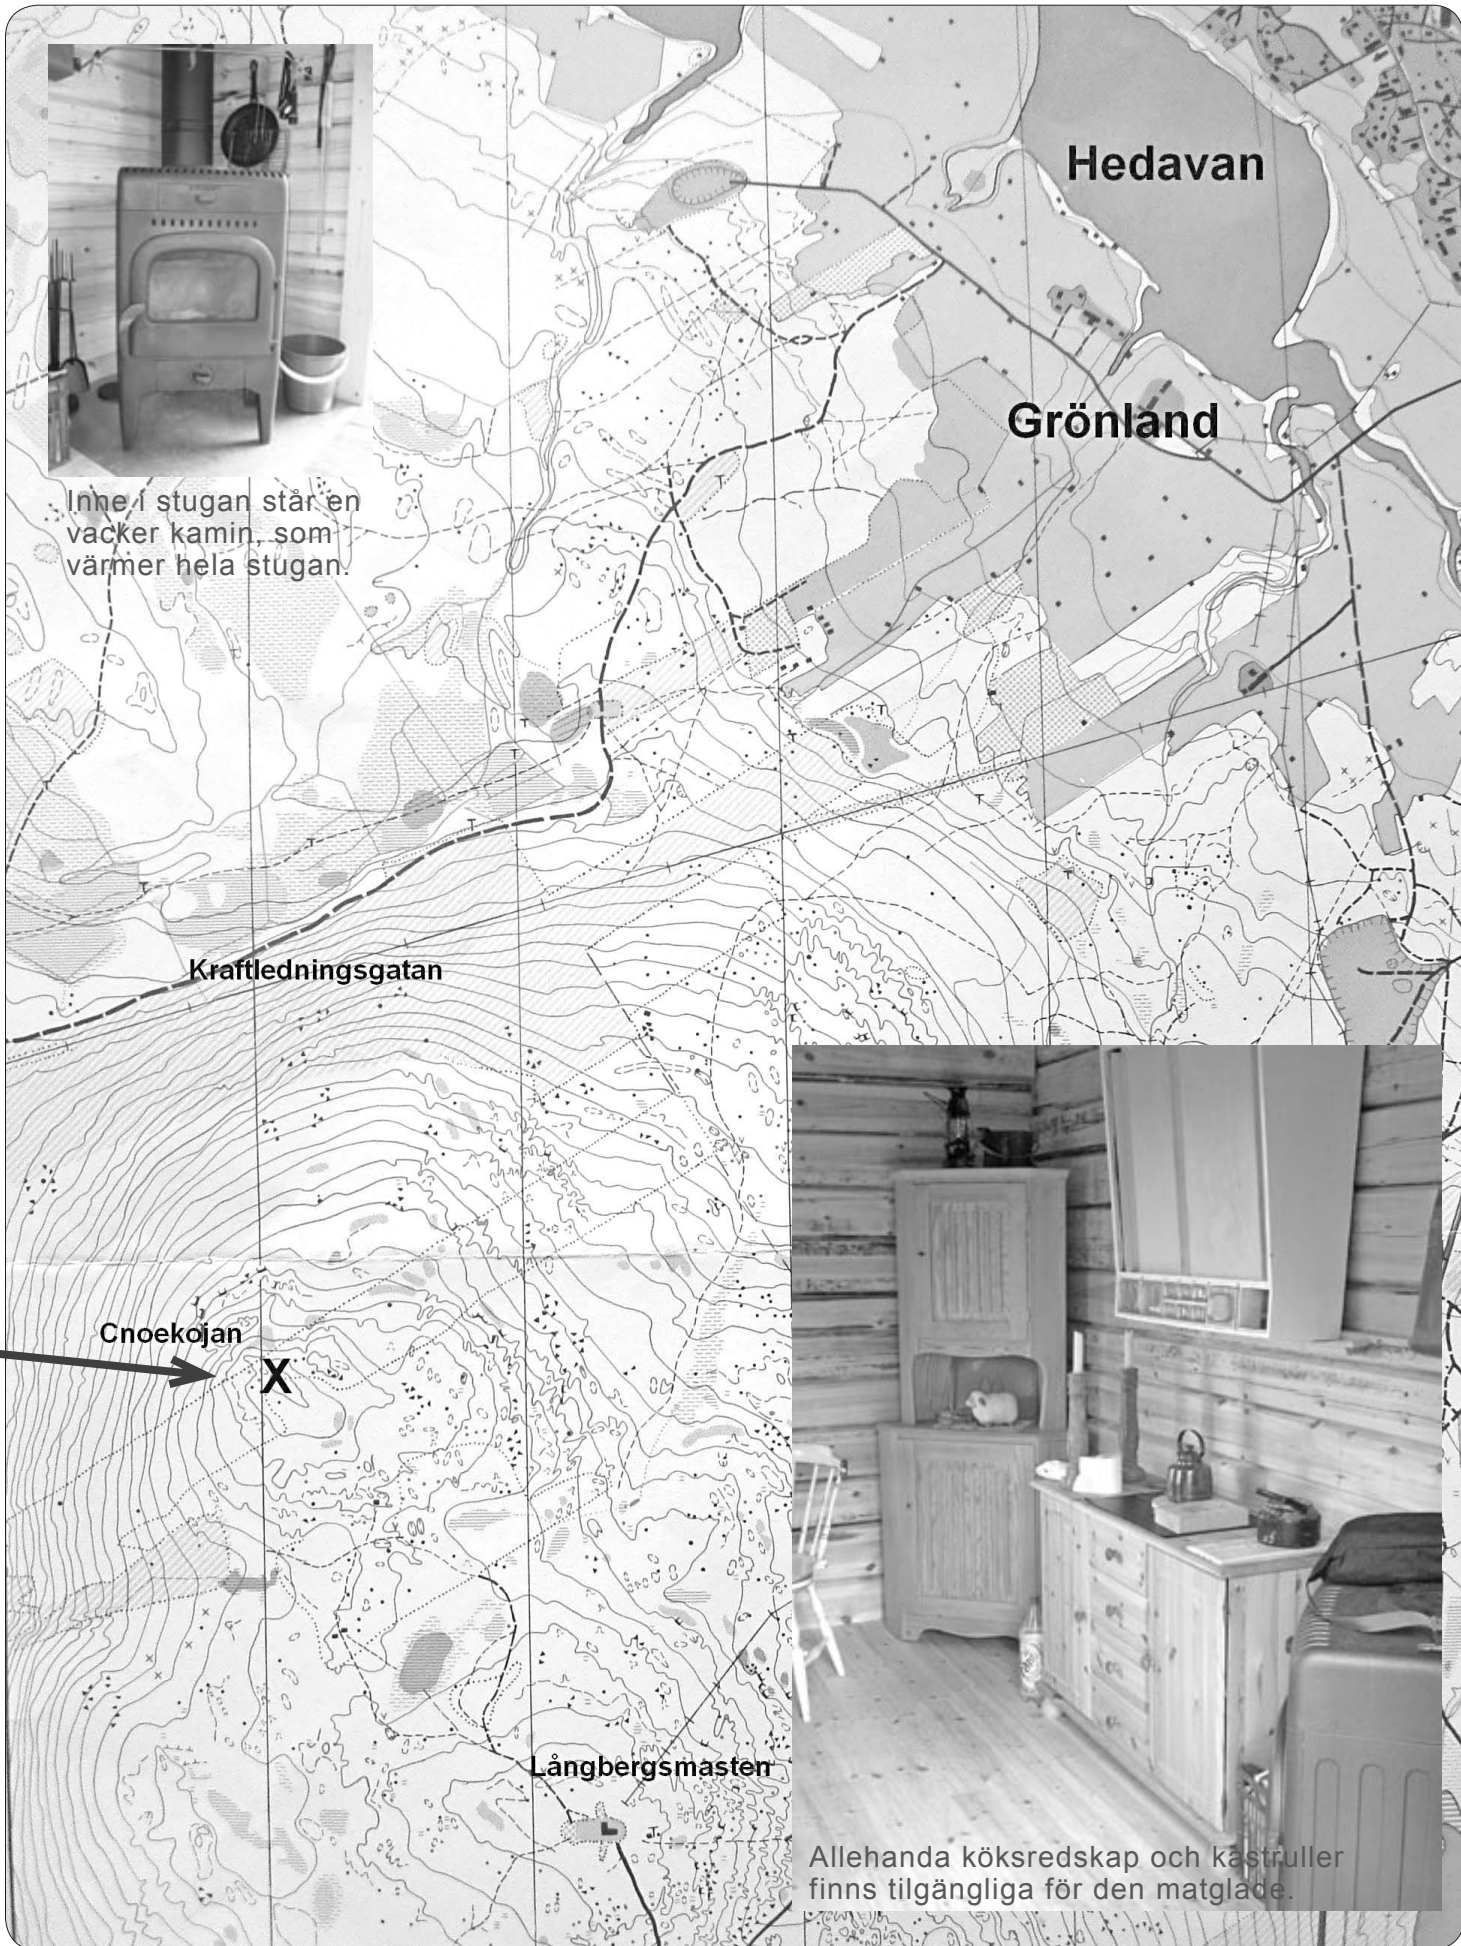 Hedavan
Grönland
Inne i stugan står en
vacker kamin, som
värmer hela stugan.
Kraftledningsgatan
Cnoekojan
X
Långbergsmasten
Allehanda köksredskap och kastruller
finns tilgängliga för den matglade.